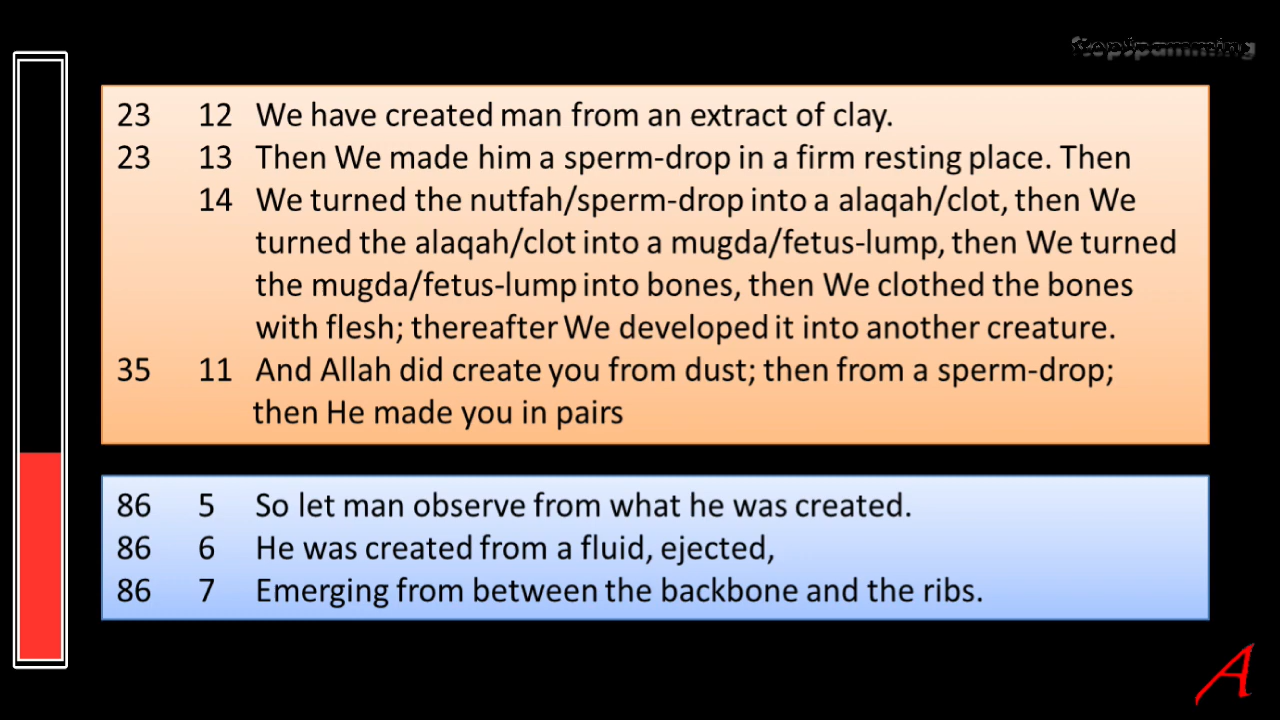 StopSpamming
23 12 We have created man from an extract of clay.
23 13 Then We made him a sperm-drop in a firm resting place. Then
14 We turned the nutfah/sperm-drop into a alaqah/clot, then We
turned the alaqah/clot into a mugda/fetus-lump, then We turned
the mugda/fetus-lump into bones, then We clothed the bones
with flesh; thereafter We developed it into another creature.
35 11 And Allah did create you from dust; then from a sperm-drop;
then He made you in pairs
86 5 So let man observe from what he was created.
86 6 He was created from a fluid, ejected,
86 7 Emerging from between the backbone and the ribs.
A